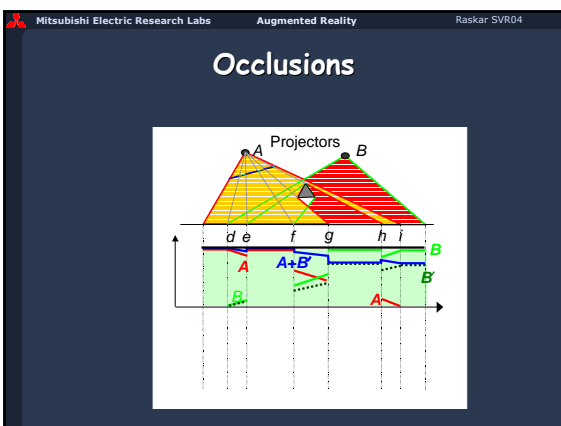 Mitsubishi Electric Research Labs Augmented Reality Raskar SVR04
Occlusions
Projectors
A B
d e f g h i
B
A+B'
A
B'
B
A